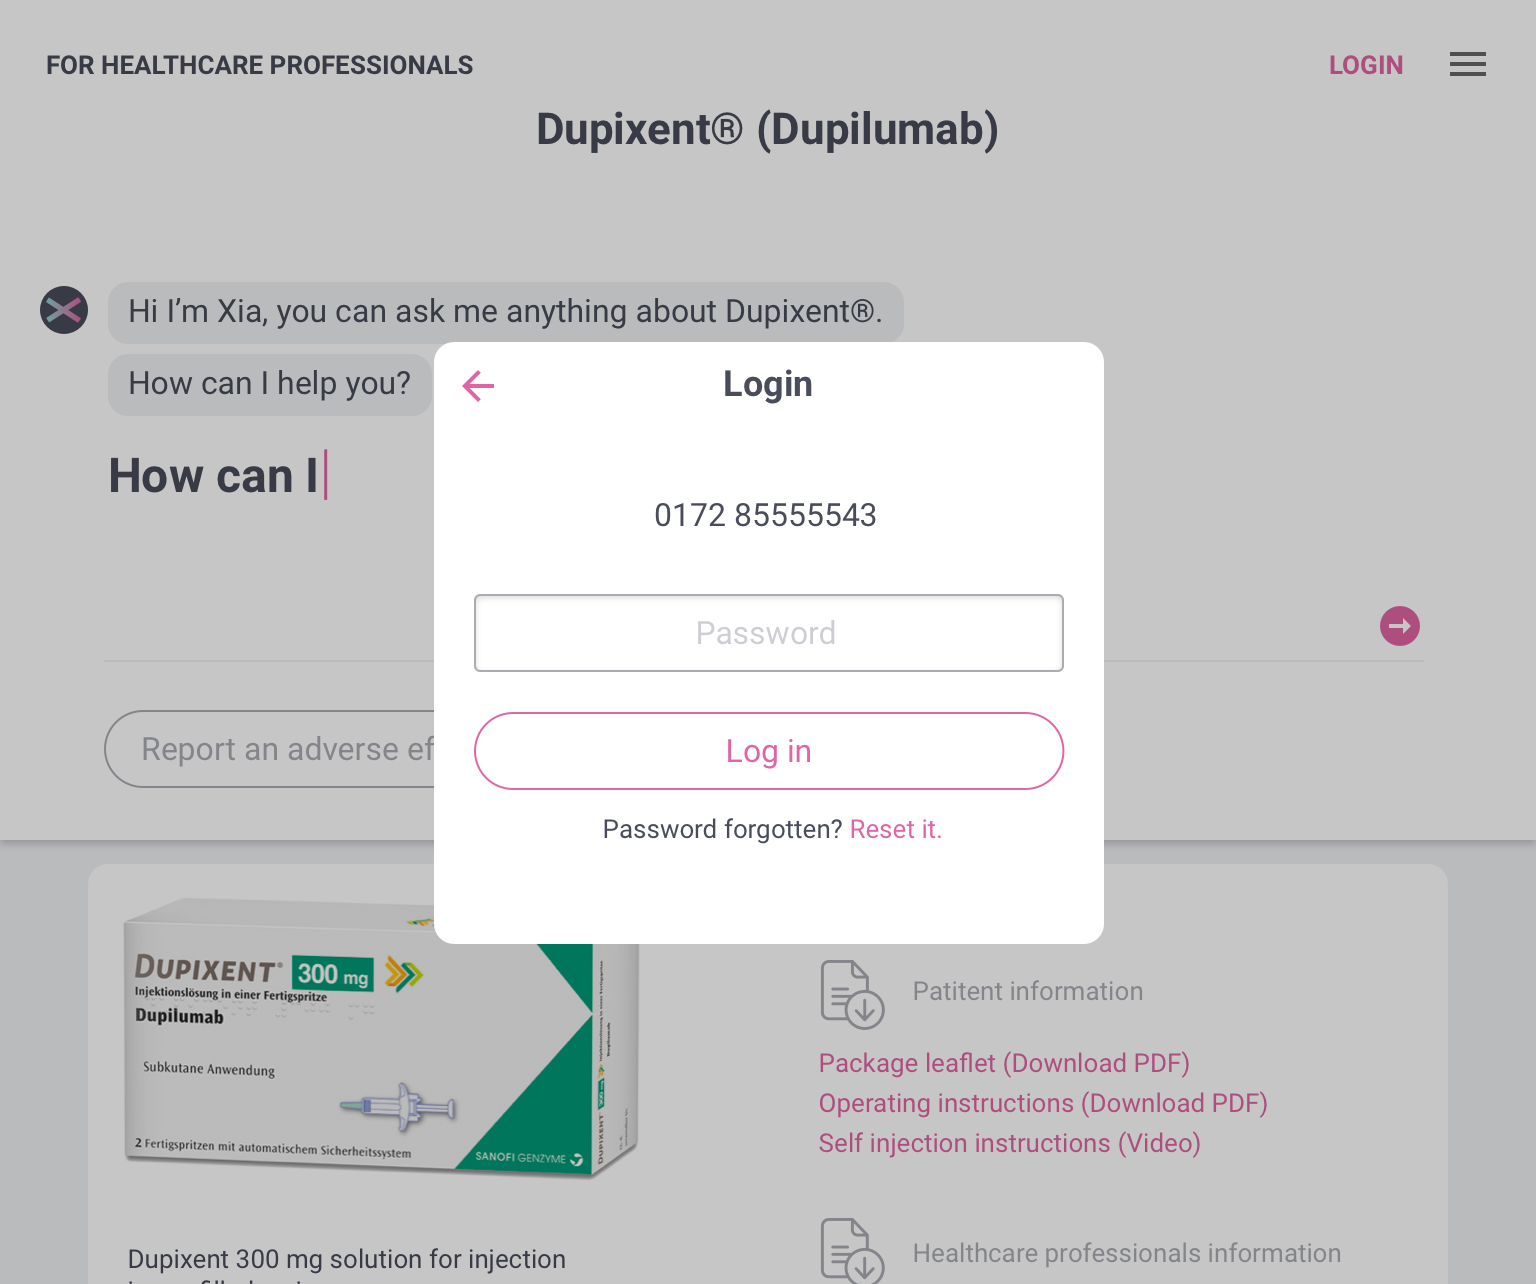 FOR HEALTHCARE PROFESSIONALS
LOGIN
Dupixent® (Dupilumab)
Hi I’m Xia, you can ask me anything about Dupixent®.
How can I help you?
How can I
Login
0172 85555543
Password
Log in
Password forgotten? Reset it.
Report an adverse ef
DUPIXENT® 300 mg
Injektionslösung in einer Fertigspritze
Dupilumab
Subkutane Anwendung
2 Fertigspritzen mit automatischem Sicherheitssystem
SANOFI GENZYME
DUPIXENT® 300 mg
Patitent information
Package leaflet (Download PDF)
Operating instructions (Download PDF)
Self injection instructions (Video)
Healthcare professionals information
Dupixent 300 mg solution for injection